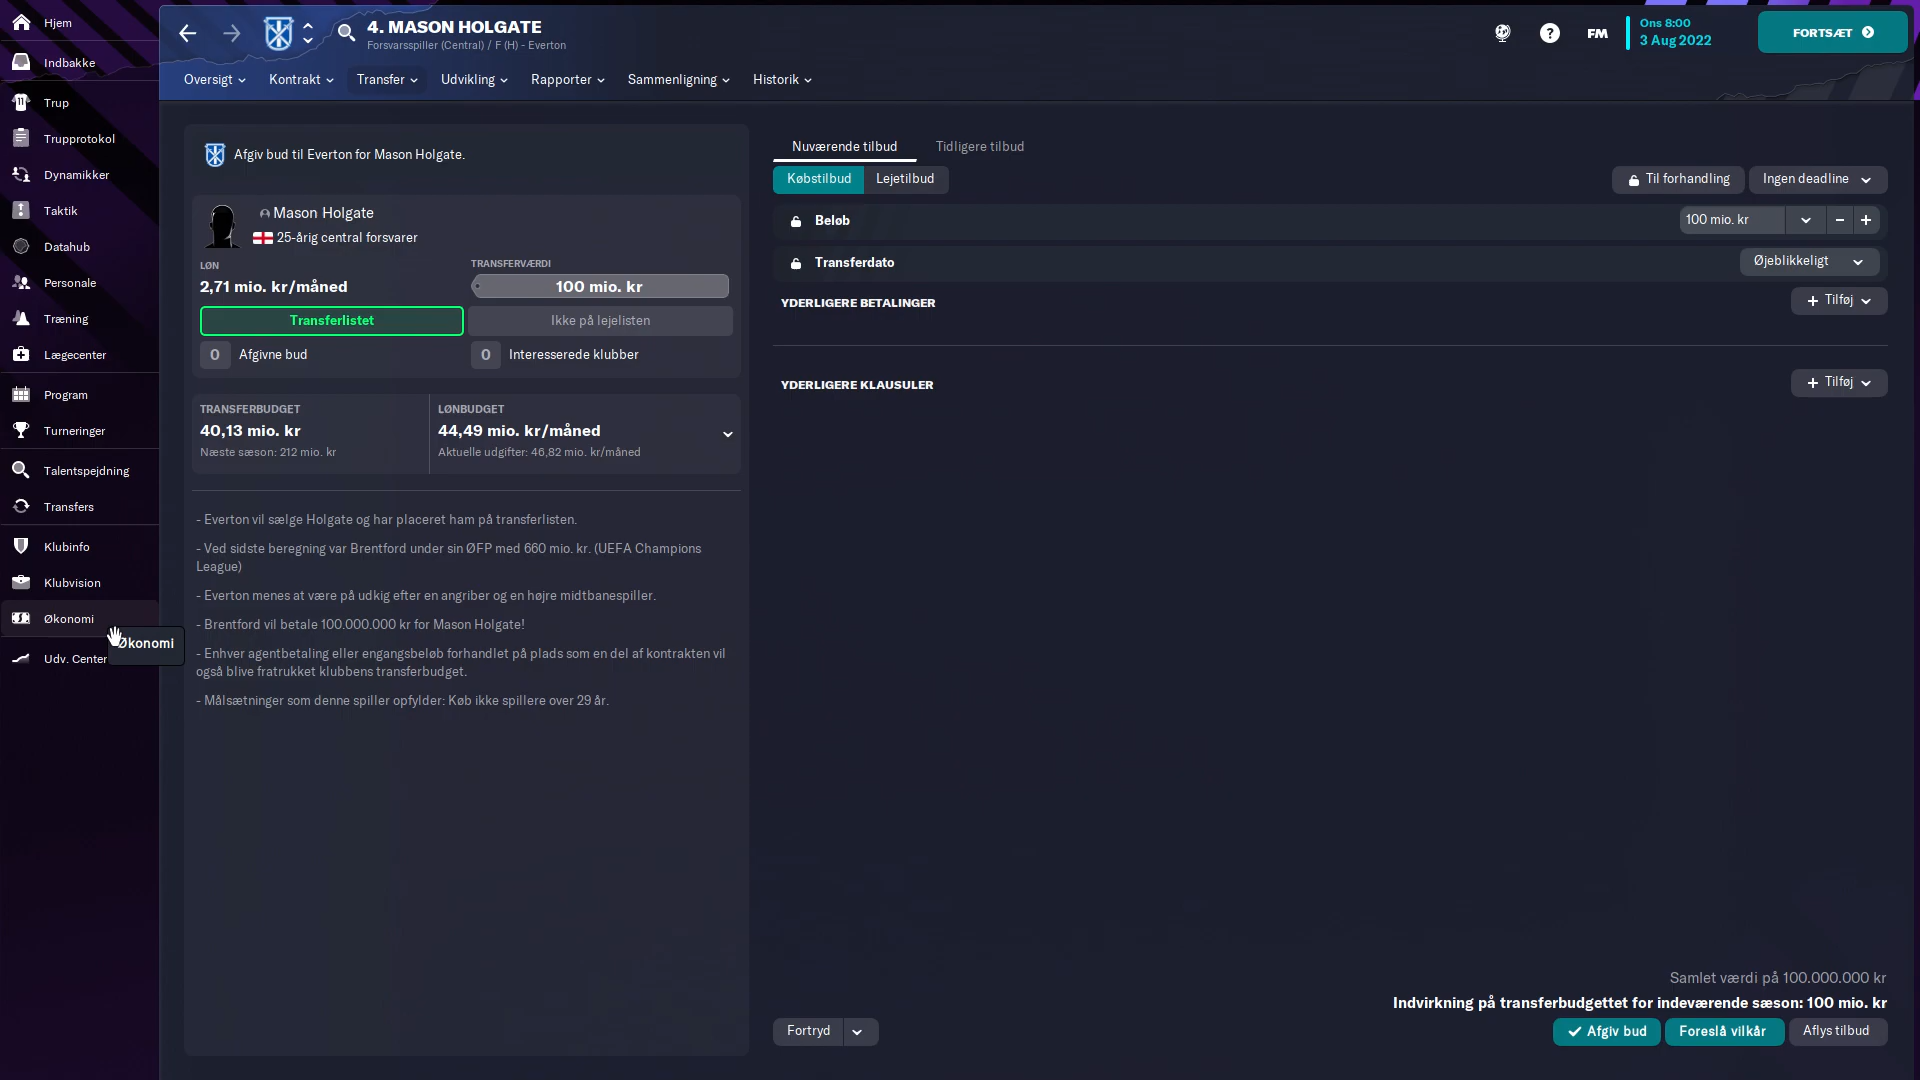 Hjem
Indbakke
Trup
Trupprotokol
Dynamikker
Taktik
Datahub
Personale
Træning
Lægecenter
Program
Turneringer
Talentspejdning
Transfers
Klubinfo
Klubvision
Økonomi
Økonomi
Udv. Center
4. MASON HOLGATE
Forsvarsspiller (Central) / F (H) - Everton
FM
Ons 8:00
3 Aug 2022
FORTSÆT
Oversigt
Kontrakt
Transfer
Udvikling
Rapporter
Sammenligning
Historik
Afgiv bud til Everton for Mason Holgate.
Mason Holgate
25-årig central forsvarer
LØN
TRANSFERVÆRDI
2,71 mio. kr/måned
100 mio. kr
Transferlistet
Ikke på lejelisten
0 Afgivne bud
0 Interesserede klubber
TRANSFERBUDGET
LØNBUDGET
40,13 mio. kr
44,49 mio. kr/måned
Næste sæson: 212 mio. kr
Aktuelle udgifter: 46,82 mio. kr/måned
- Everton vil sælge Holgate og har placeret ham på transferlisten.
- Ved sidste beregning var Brentford under sin ØFP med 660 mio. kr. (UEFA Champions
League)
- Everton menes at være på udkig efter en angriber og en højre midtbanespiller.
- Brentford vil betale 100.000.000 kr for Mason Holgate!
- Enhver agentbetaling eller engangsbeløb forhandlet på plads som en del af kontrakten vil
også blive fratrukket klubbens transferbudget.
- Målsætninger som denne spiller opfylder: Køb ikke spillere over 29 år.
Nuværende tilbud
Tidligere tilbud
Købstilbud
Lejetilbud
Til forhandling
Ingen deadline
Beløb
100 mio. kr
Transferdato
Øjeblikkeligt
YDERLIGERE BETALINGER
+ Tilføj
YDERLIGERE KLAUSULER
+ Tilføj
Samlet værdi på 100.000.000 kr
Indvirkning på transferbudgettet for indeværende sæson: 100 mio. kr
Fortryd
Afgiv bud
Foreslå vilkår
Aflys tilbud